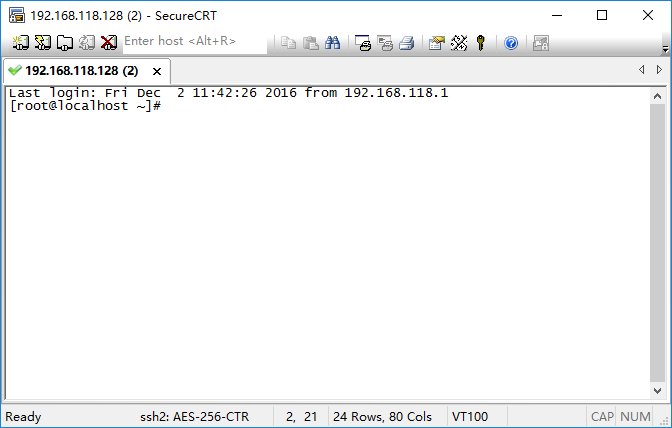 192.168.118.128 (2) - SecureCRT
Enter host <Alt+R>
192.168.118.128 (2)
Last login: Fri Dec  2 11:42:26 2016 from 192.168.118.1
[root@localhost ~]#
Ready ssh2: AES-256-CTR 2, 21 24 Rows, 80 Cols VT100 CAP NUM